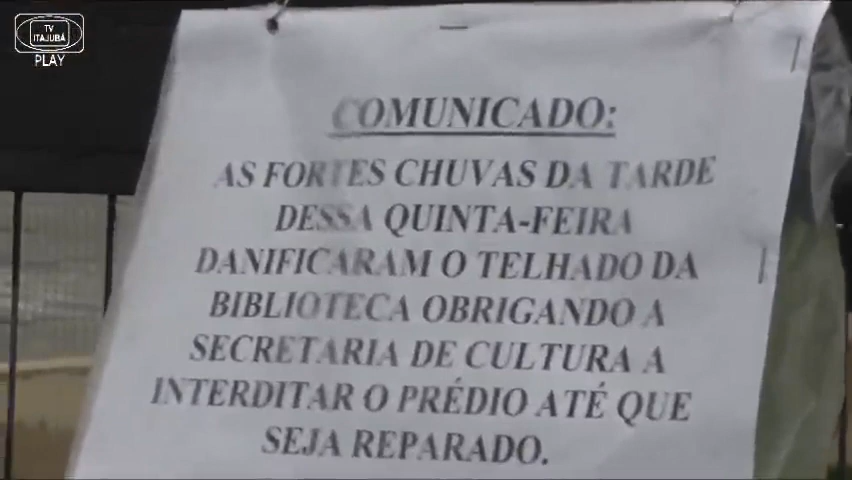 TV
ITAJUBÁ
PLAY
COMUNICADO:
AS FORTES CHUVAS DA TARDE
DESSA QUINTA-FEIRA
DANIFICARAM O TELHADO DA
BIBLIOTECA OBRIGANDO A
SECRETARIA DE CULTURA A
INTERDITAR O PRÉDIO ATÉ QUE
SEJA REPARADO.